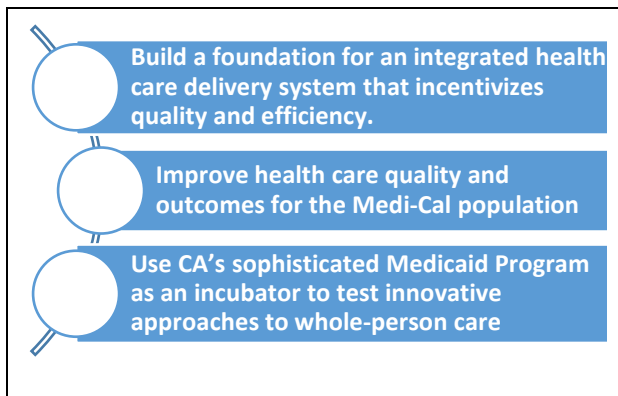 Build a foundation for an integrated health
care delivery system that incentivizes
quality and efficiency.
Improve health care quality and
outcomes for the Medi-Cal population
Use CA’s sophisticated Medicaid Program
as an incubator to test innovative
approaches to whole-person care